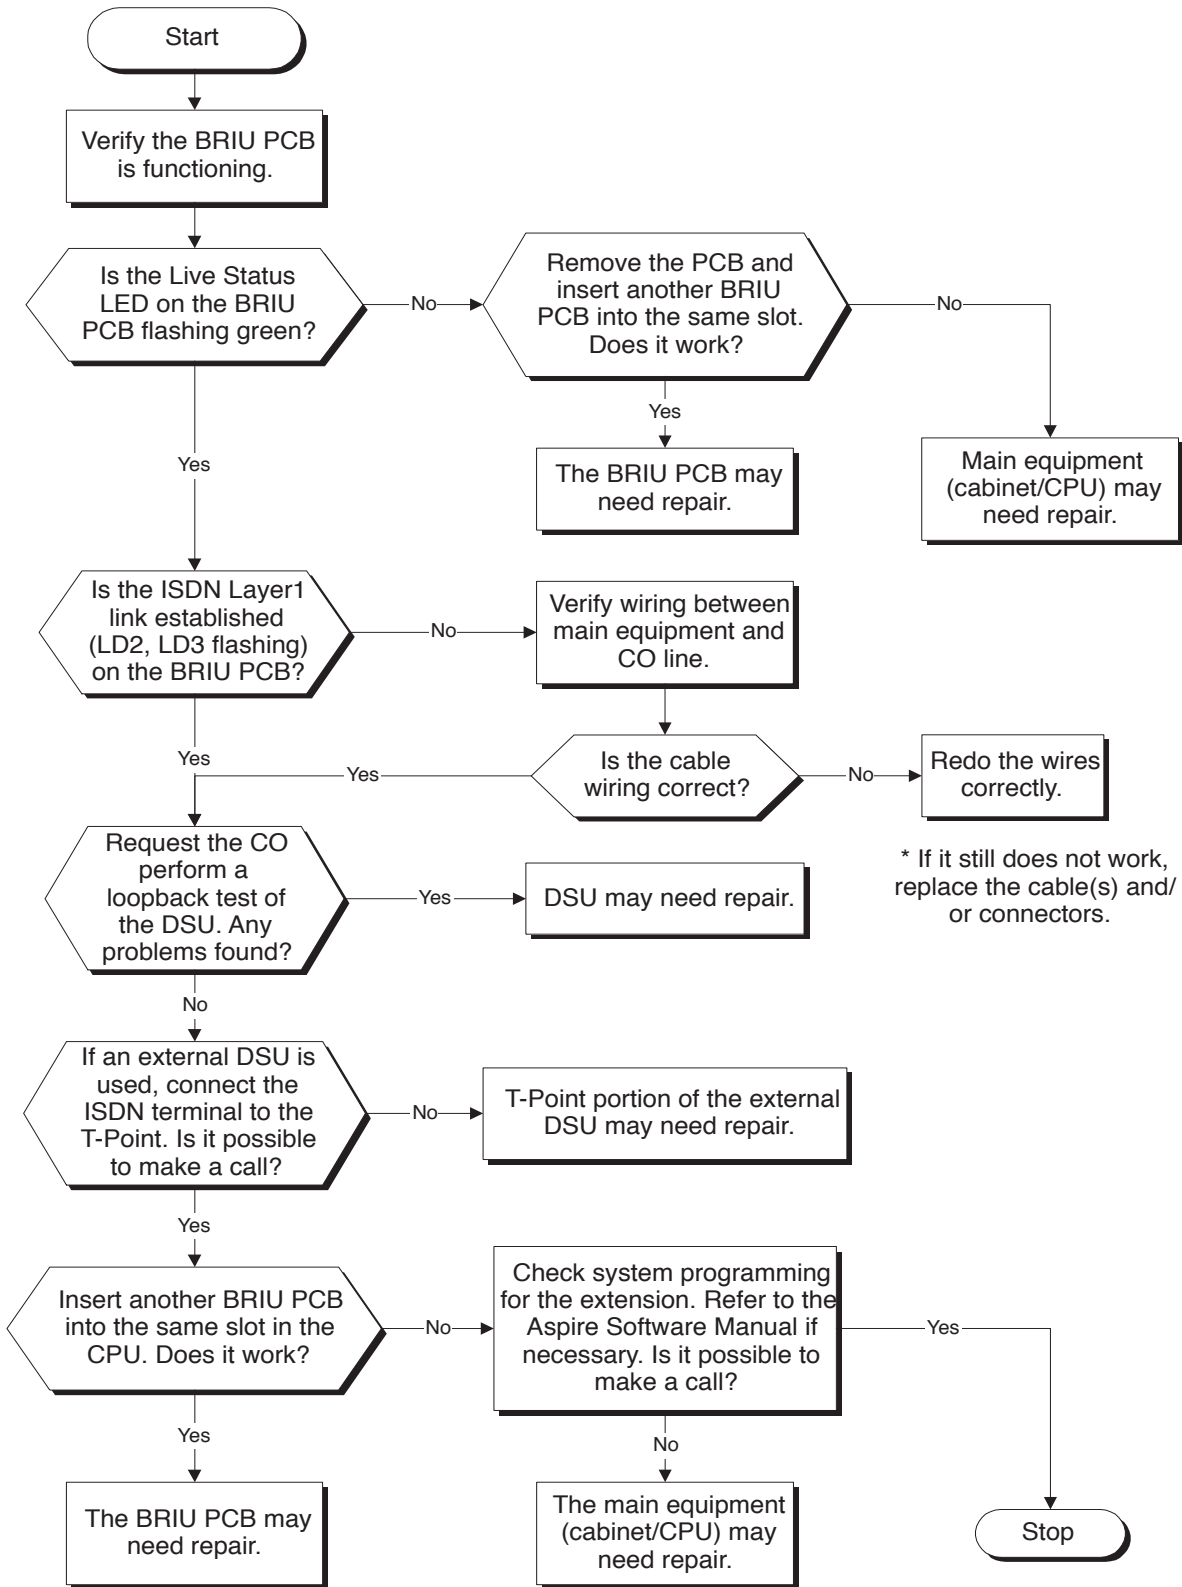 Start
Verify the BRIU PCB
is functioning.
Is the Live Status
LED on the BRIU
PCB flashing green?
No
Remove the PCB and
insert another BRIU
PCB into the same slot.
Does it work?
No
Yes
Yes
The BRIU PCB may
need repair.
Main equipment
(cabinet/CPU) may
need repair.
Is the ISDN Layer1
link established
(LD2, LD3 flashing)
on the BRIU PCB?
No
Verify wiring between
main equipment and
CO line.
Yes
Yes
Is the cable
wiring correct?
No
Redo the wires
correctly.
* If it still does not work,
replace the cable(s) and/
or connectors.
Request the CO
perform a
loopback test of
the DSU. Any
problems found?
Yes
DSU may need repair.
No
If an external DSU is
used, connect the
ISDN terminal to the
T-Point. Is it possible
to make a call?
No
T-Point portion of the external
DSU may need repair.
Yes
Insert another BRIU PCB
into the same slot in the
CPU. Does it work?
No
Check system programming
for the extension. Refer to the
Aspire Software Manual if
necessary. Is it possible to
make a call?
Yes
Yes
No
The BRIU PCB may
need repair.
The main equipment
(cabinet/CPU) may
need repair.
Stop